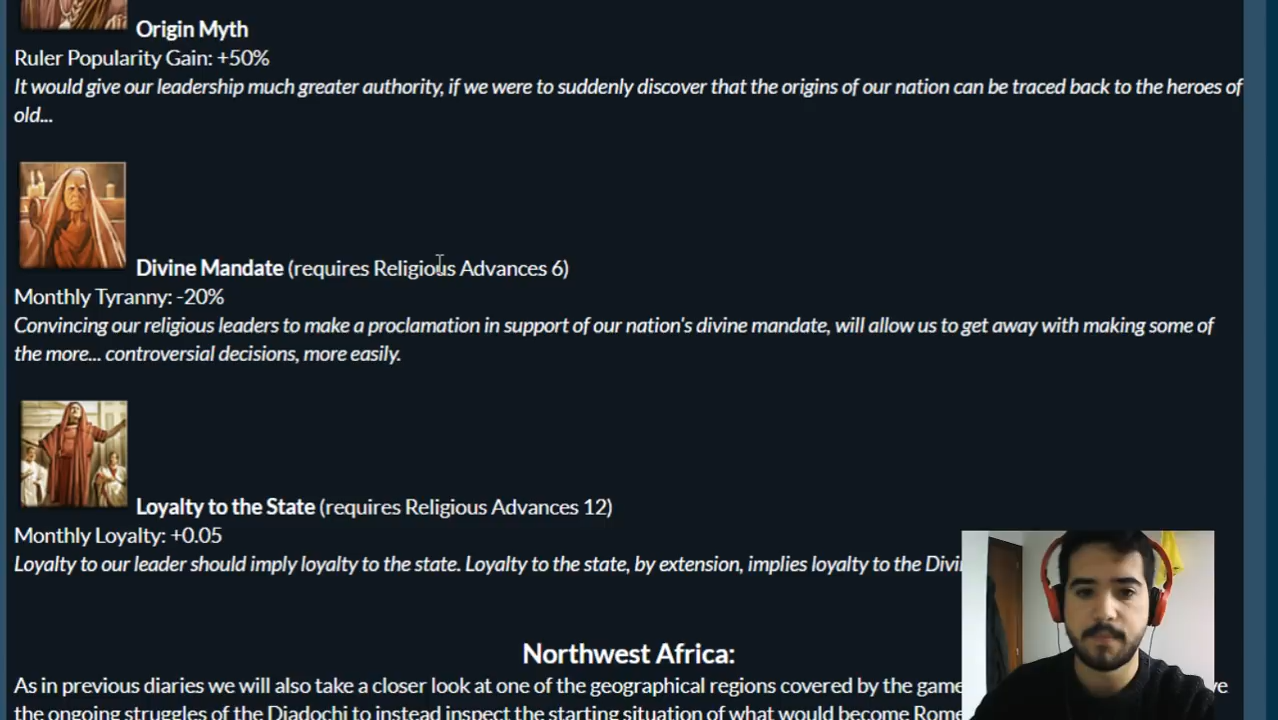 Origin Myth
Ruler Popularity Gain: +50%
It would give our leadership much greater authority, if we were to suddenly discover that the origins of our nation can be traced back to the heroes of
old...
Divine Mandate (requires Religious Advances 6)
Monthly Tyranny: -20%
Convincing our religious leaders to make a proclamation in support of our nation's divine mandate, will allow us to get away with making some of
the more... controversial decisions, more easily.
Loyalty to the State (requires Religious Advances 12)
Monthly Loyalty: +0.05
Loyalty to our leader should imply loyalty to the state. Loyalty to the state, by extension, implies loyalty to the
Northwest Africa:
As in previous diaries we will also take a closer look at one of the geographical regions covered by the game
the ongoing struggles of the Diadochi to instead inspect the starting situation of what would become Rome